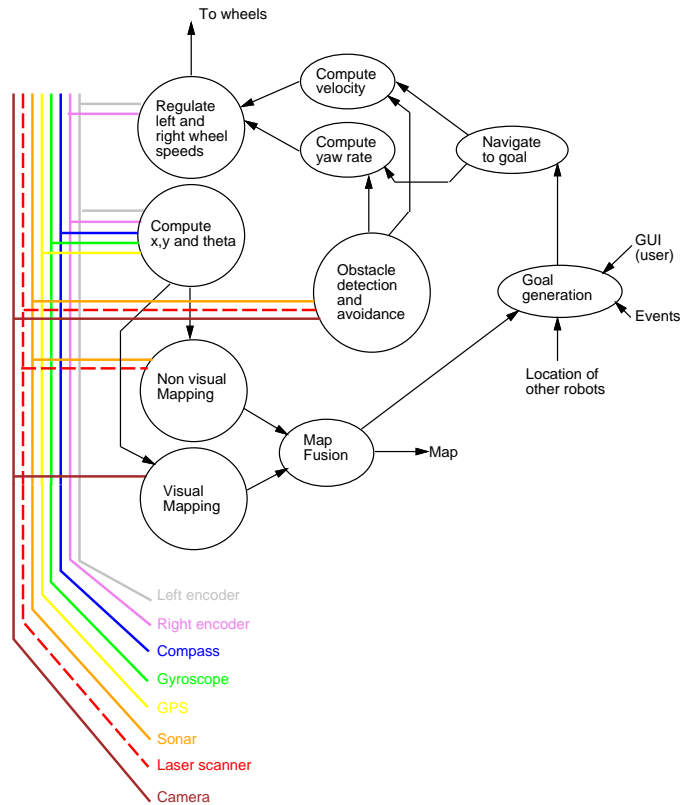 To wheels
Regulate
left and
right wheel
speeds
Compute
velocity
Compute
yaw rate
Navigate
to goal
Compute
x,y and theta
Obstacle
detection
and
avoidance
GUI
(user)
Goal
generation
Events
Location of
other robots
Non visual
Mapping
Map
Fusion
Map
Visual
Mapping
Left encoder
Right encoder
Compass
Gyroscope
GPS
Sonar
Laser scanner
Camera